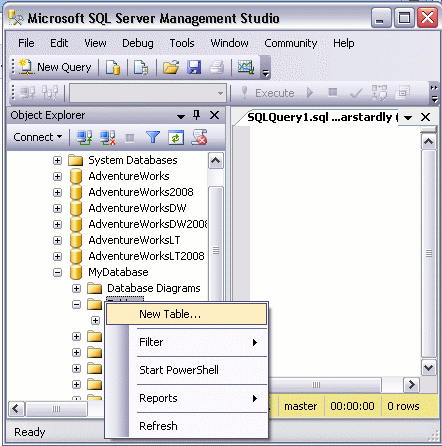 Microsoft SQL Server Management Studio
File Edit View Debug Tools Window Community Help
New Query
Execute
Object Explorer
SQLQuery1.sql ...arstardly (
Connect
System Databases
AdventureWorks
AdventureWorks2008
AdventureWorksDW
AdventureWorksDW2008
AdventureWorksLT
AdventureWorksLT2008
MyDatabase
Database Diagrams
New Table...
Filter
Start PowerShell
Reports
Refresh
master 00:00:00 0 rows
Ready